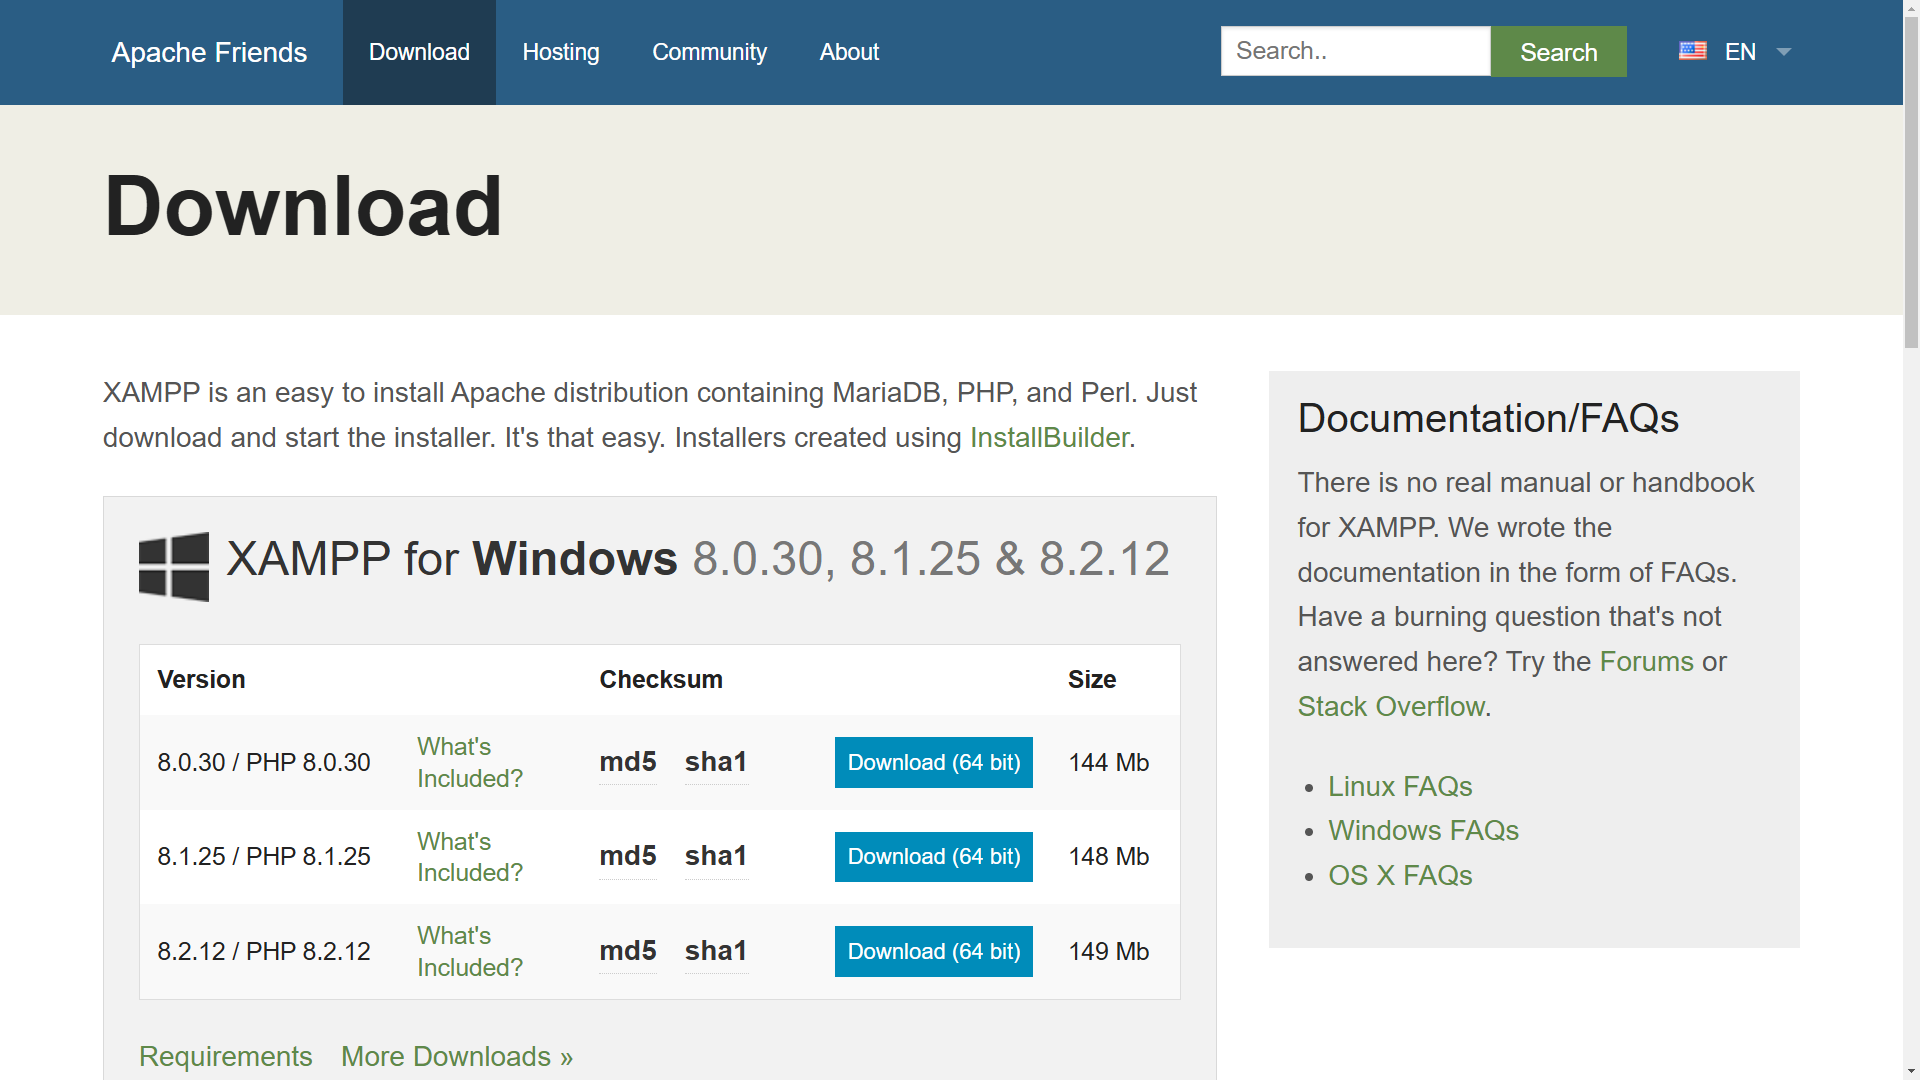 Apache Friends
Download
Hosting
Community
About
Search..
Search
EN
Download
XAMPP is an easy to install Apache distribution containing MariaDB, PHP, and Perl. Just
download and start the installer. It's that easy. Installers created using InstallBuilder.
XAMPP for Windows 8.0.30, 8.1.25 & 8.2.12
Version Checksum Size
8.0.30 / PHP 8.0.30 What's Included? md5 sha1 Download (64 bit) 144 Mb
8.1.25 / PHP 8.1.25 What's Included? md5 sha1 Download (64 bit) 148 Mb
8.2.12 / PHP 8.2.12 What's Included? md5 sha1 Download (64 bit) 149 Mb
Requirements More Downloads »
Documentation/FAQs
There is no real manual or handbook
for XAMPP. We wrote the
documentation in the form of FAQs.
Have a burning question that's not
answered here? Try the Forums or
Stack Overflow.
• Linux FAQs
• Windows FAQs
• OS X FAQs